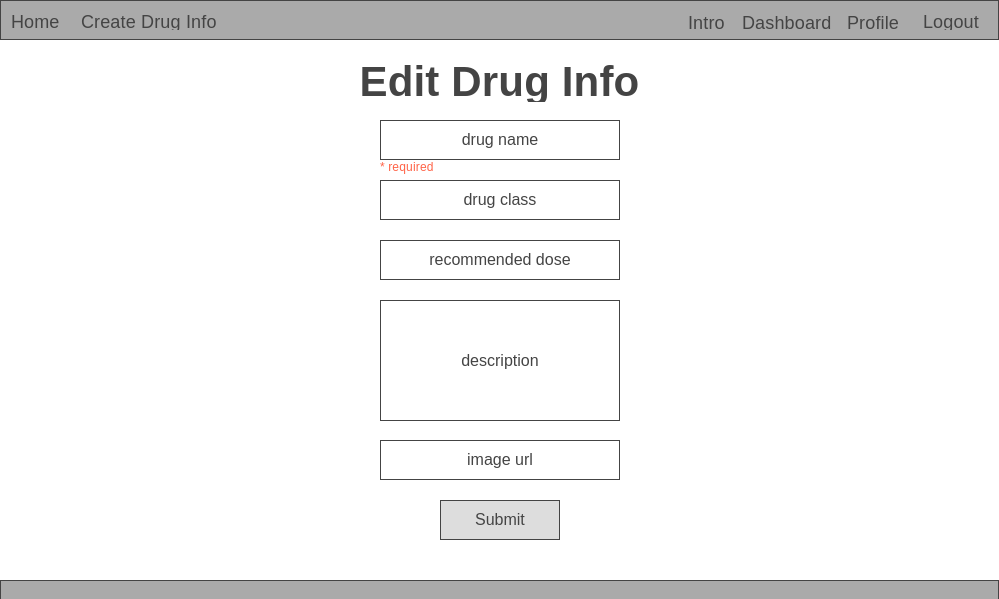 Home Create Drug Info Intro Dashboard Profile Logout
Edit Drug Info
drug name
* required
drug class
recommended dose
description
image url
Submit